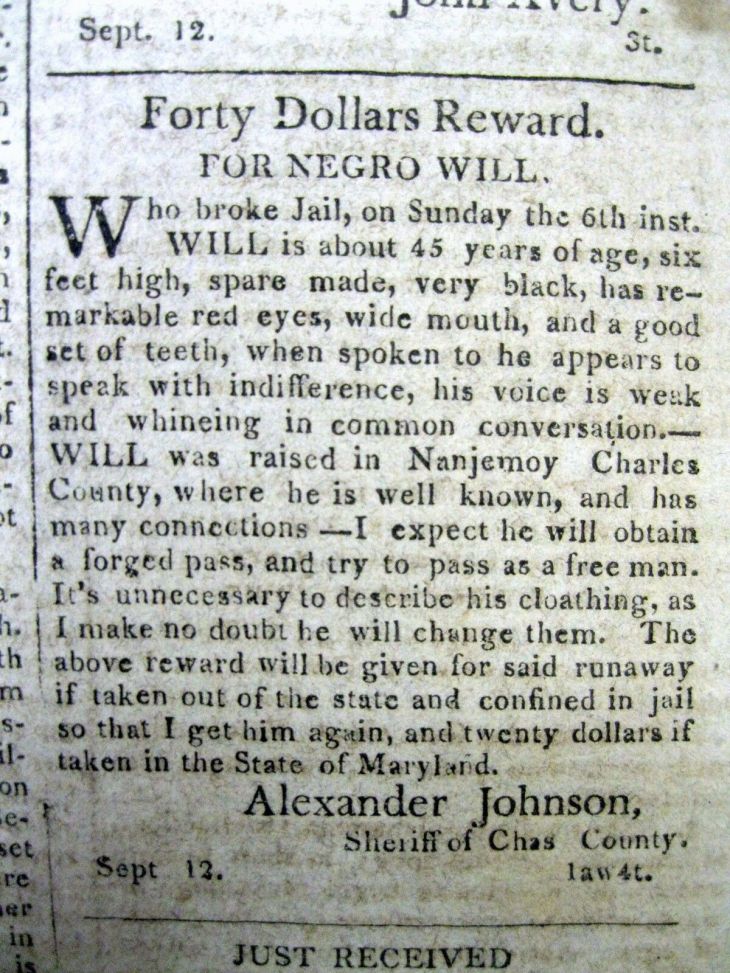 John Avery.
Sept. 12. St.
Forty Dollars Reward.
FOR NEGRO WILL.
Who broke Jail, on Sunday the 6th inst.
WILL is about 45 years of age, six
feet high, spare made, very black, has re-
markable red eyes, wide mouth, and a good
set of teeth, when spoken to he appears to
speak with indifference, his voice is weak
and whineing in common conversation.—
WILL was raised in Nanjemoy Charles
County, where he is well known, and has
many connections —I expect he will obtain
a forged pass, and try to pass as a free man.
It's unnecessary to describe his cloathing, as
I make no doubt he will change them. The
above reward will be given for said runaway
if taken out of the state and confined in jail
so that I get him again, and twenty dollars if
taken in the State of Maryland.
Alexander Johnson,
Sheriff of Chas County.
Sept 12. law4t.
JUST RECEIVED